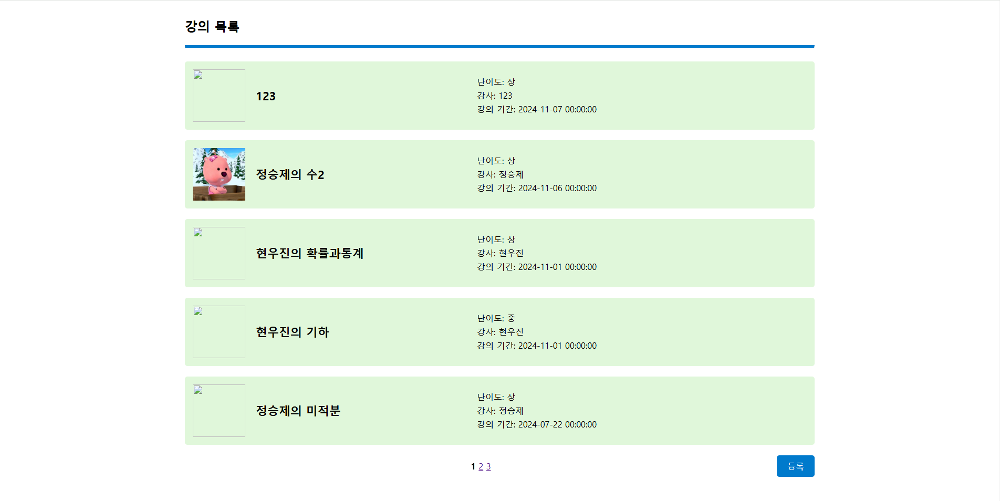 강의 목록
123
난이도: 상
강사: 123
강의 기간: 2024-11-07 00:00:00
정승제의 수2
난이도: 상
강사: 정승제
강의 기간: 2024-11-06 00:00:00
현우진의 확률과통계
난이도: 상
강사: 현우진
강의 기간: 2024-11-01 00:00:00
현우진의 기하
난이도: 중
강사: 현우진
강의 기간: 2024-11-01 00:00:00
정승제의 미적분
난이도: 상
강사: 정승제
강의 기간: 2024-07-22 00:00:00
1 2 3
등록